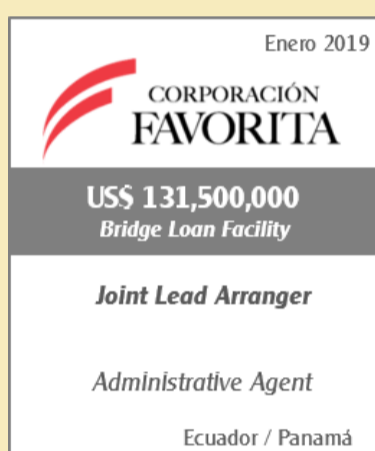 Enero 2019
CORPORACIÓN
FAVORITA
US$ 131,500,000
Bridge Loan Facility
Joint Lead Arranger
Administrative Agent
Ecuador / Panamá